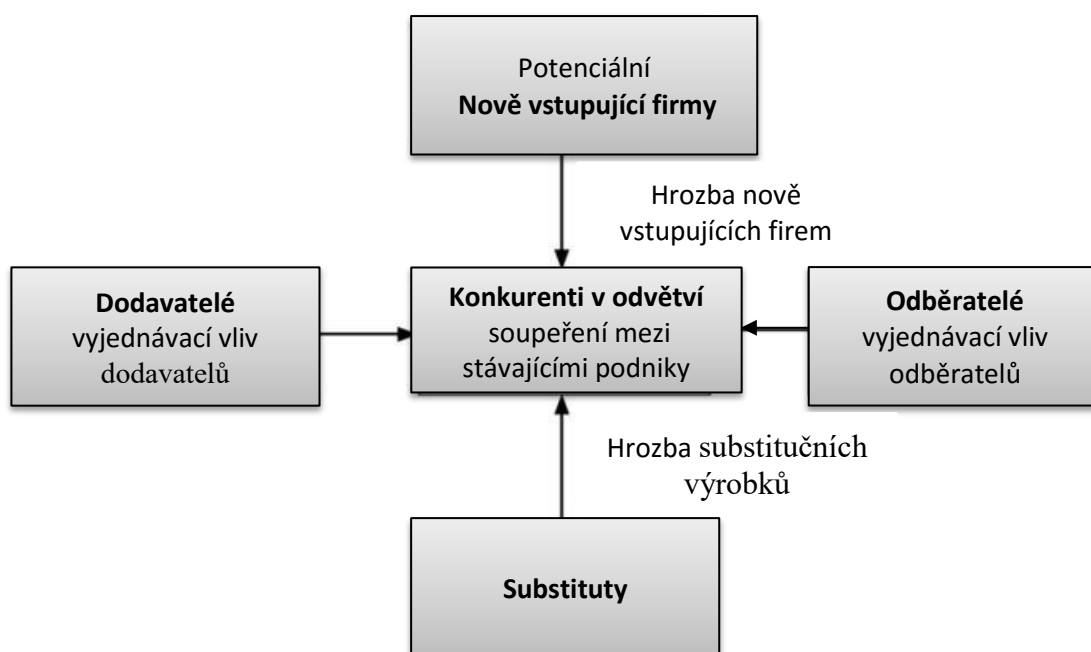 Potenciální
Nově vstupující firmy
Hrozba nově
vstupujících firem
Dodavatelé
vyjednávací vliv
dodavatelů
Konkurenti v odvětví
soupeření mezi
stávajícími podniky
Odběratelé
vyjednávací vliv
odběratelů
Hrozba substitučních
výrobků
Substituty